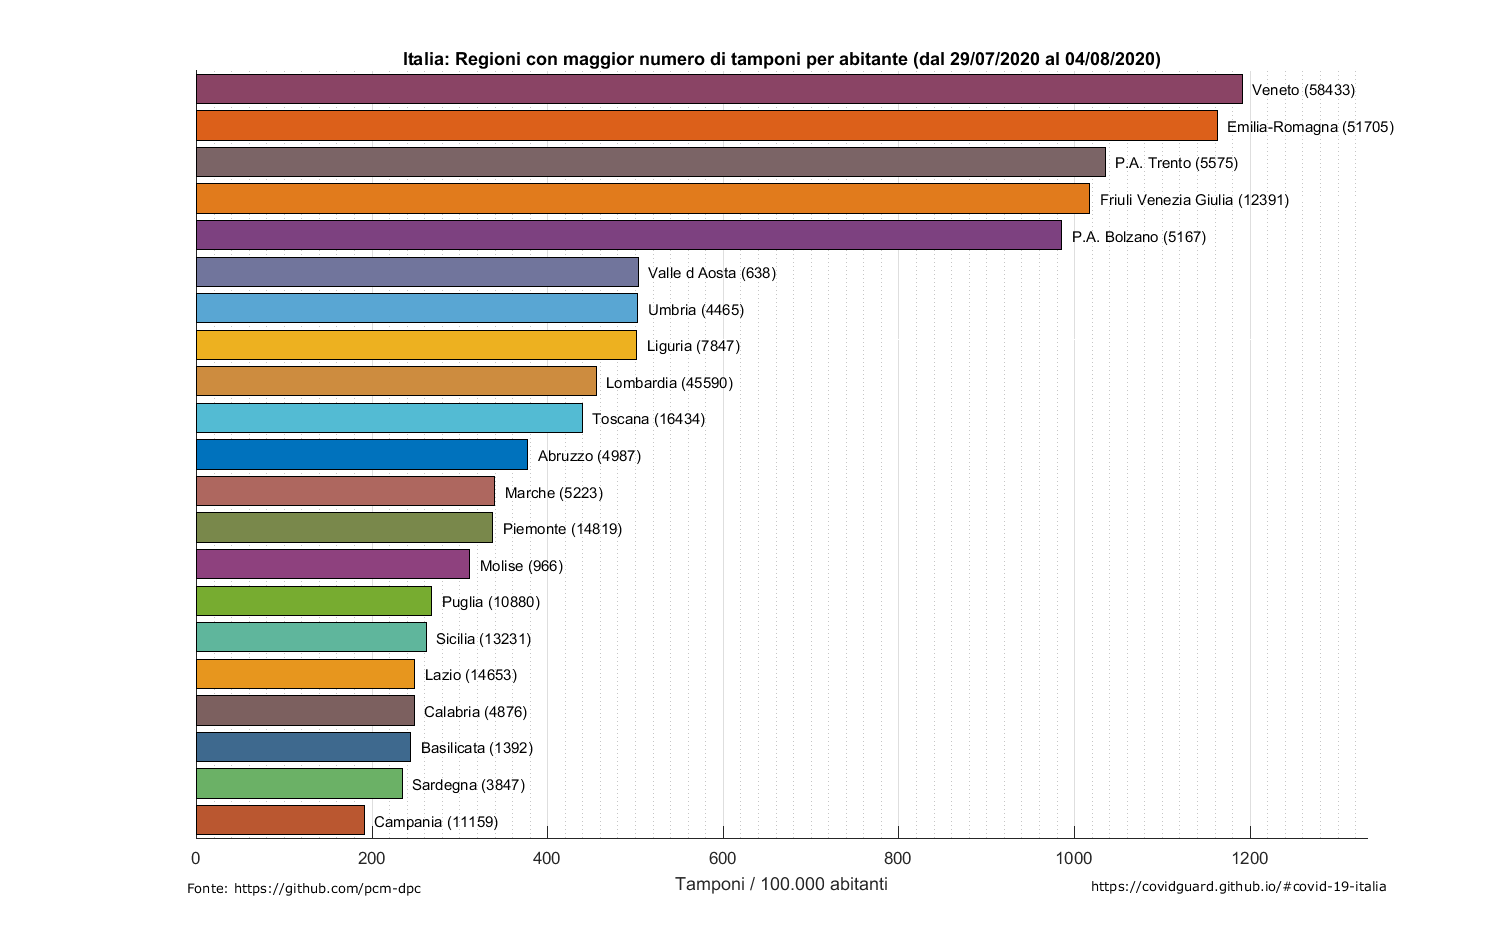 Italia: Regioni con maggior numero di tamponi per abitante (dal 29/07/2020 al 04/08/2020)
Veneto (58433)
Emilia-Romagna (51705)
P.A. Trento (5575)
Friuli Venezia Giulia (12391)
P.A. Bolzano (5167)
Valle d Aosta (638)
Umbria (4465)
Liguria (7847)
Lombardia (45590)
Toscana (16434)
Abruzzo (4987)
Marche (5223)
Piemonte (14819)
Molise (966)
Puglia (10880)
Sicilia (13231)
Lazio (14653)
Calabria (4876)
Basilicata (1392)
Sardegna (3847)
Campania (11159)
0 200 400 600 800 1000 1200
Tamponi / 100.000 abitanti
Fonte: https://github.com/pcm-dpc
https://covidguard.github.io/#covid-19-italia